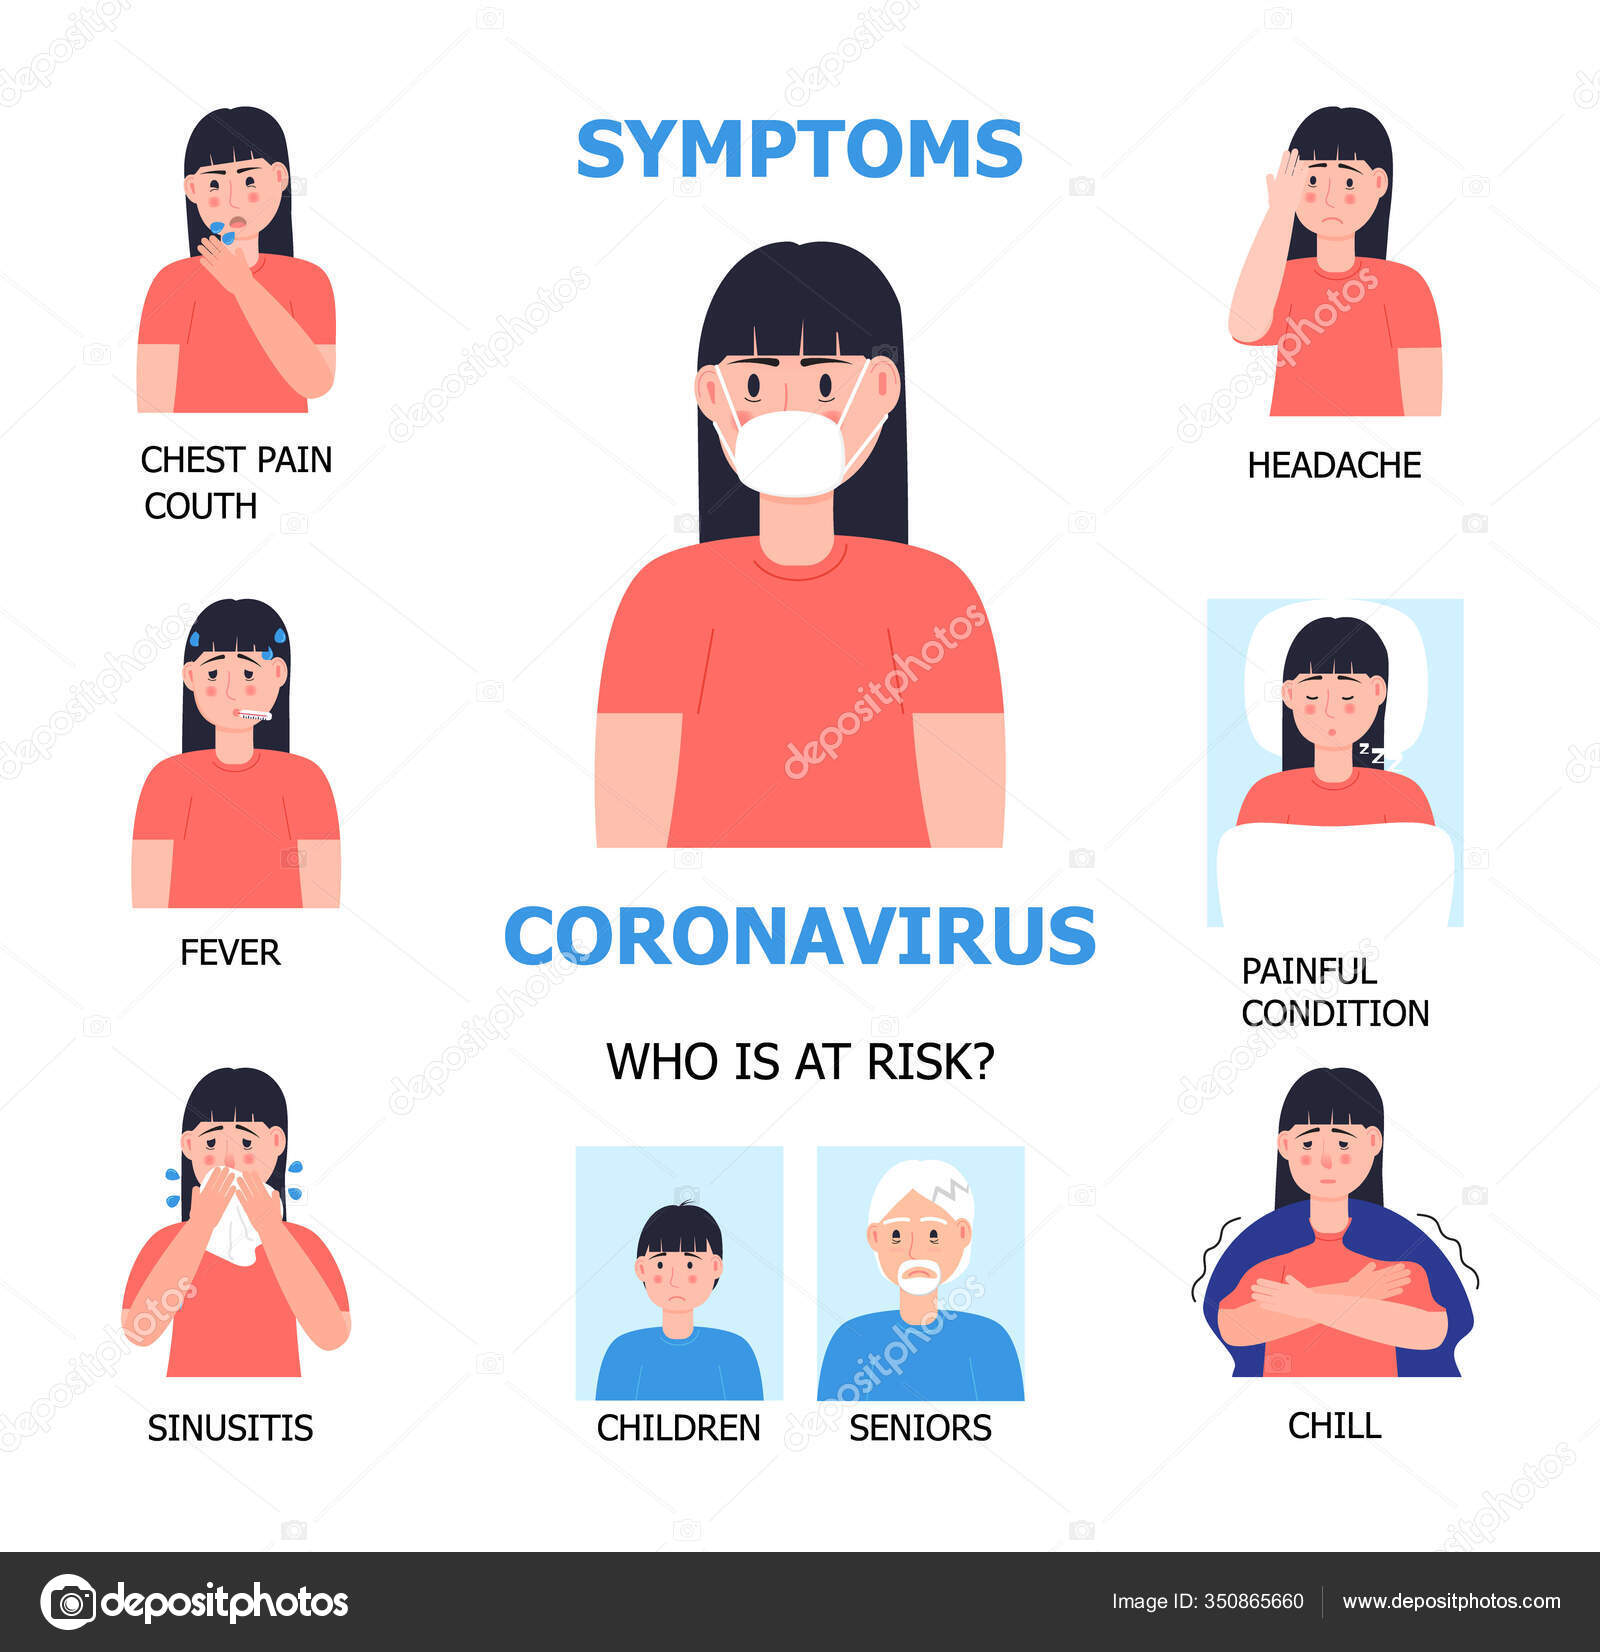 SYMPTOMS
CHEST PAIN
COUTH
HEADACHE
FEVER
zzz
PAINFUL
CONDITION
CORONAVIRUS
WHO IS AT RISK?
SINUSITIS
CHILDREN
SENIORS
CHILL
depositphotos
Image ID: 350865660
www.depositphotos.com